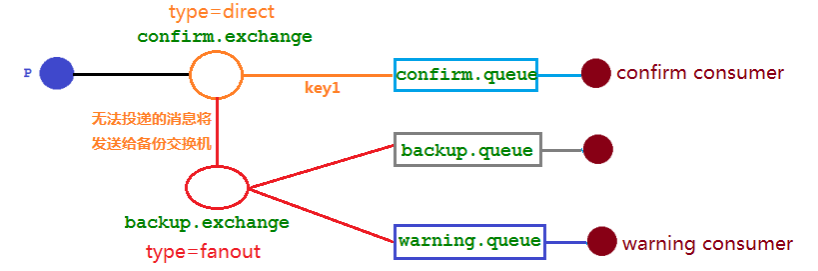 type=direct
confirm.exchange
P
confirm.queue
confirm consumer
key1
无法投递的消息将
发送给备份交换机
backup.queue
backup.exchange
type=fanout
warning.queue
warning consumer